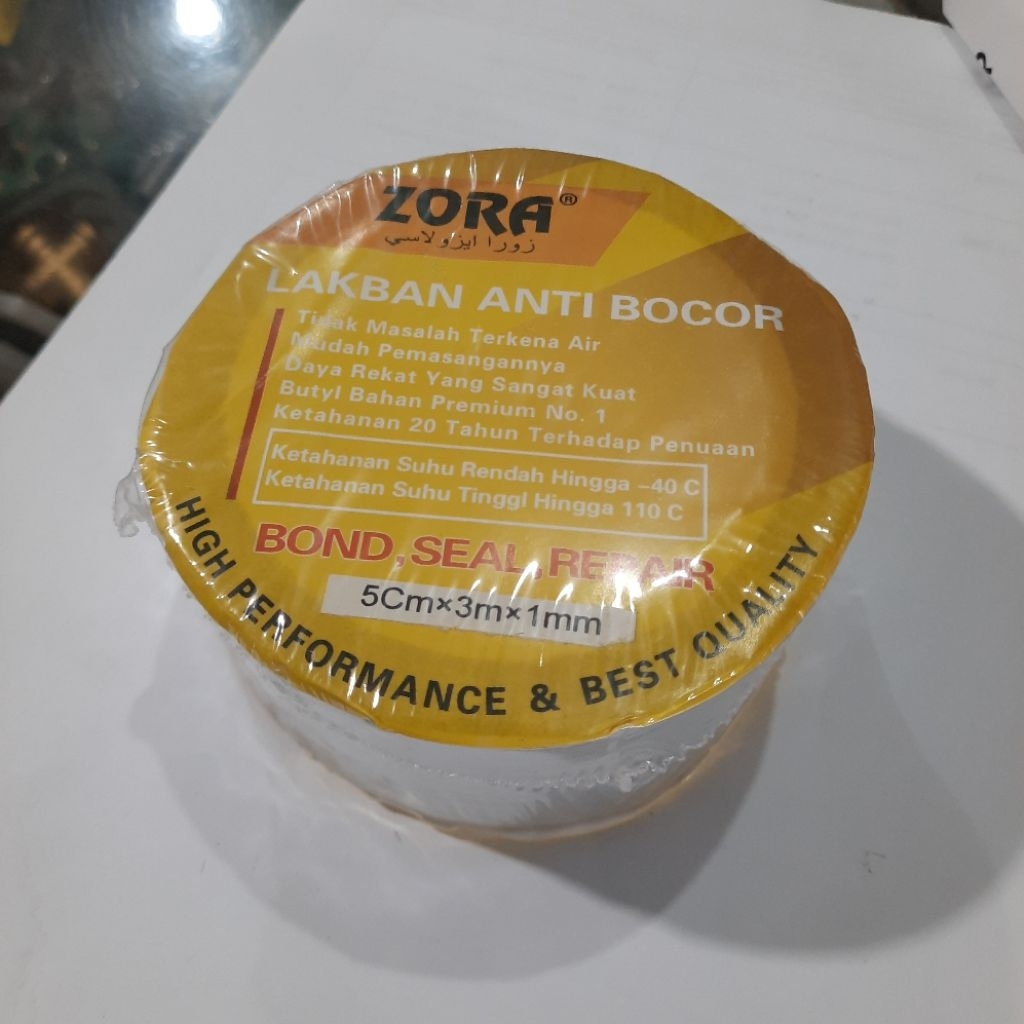 ZORA®
زورا ايزولاسي
LAKBAN ANTI BOCOR
Tidak Masalah Terkena Air
Mudah Pemasangannya
Daya Rekat Yang Sangat Kuat
Butyl Bahan Premium No. 1
Ketahanan 20 Tahun Terhadap Penuaan
Ketahanan Suhu Rendah Hingga -40 C
Ketahanan Suhu Tinggl Hingga 110 C
BOND, SEAL, REPAIR
5Cm×3m×1mm
HIGH PERFORMANCE & BEST QUALITY
2